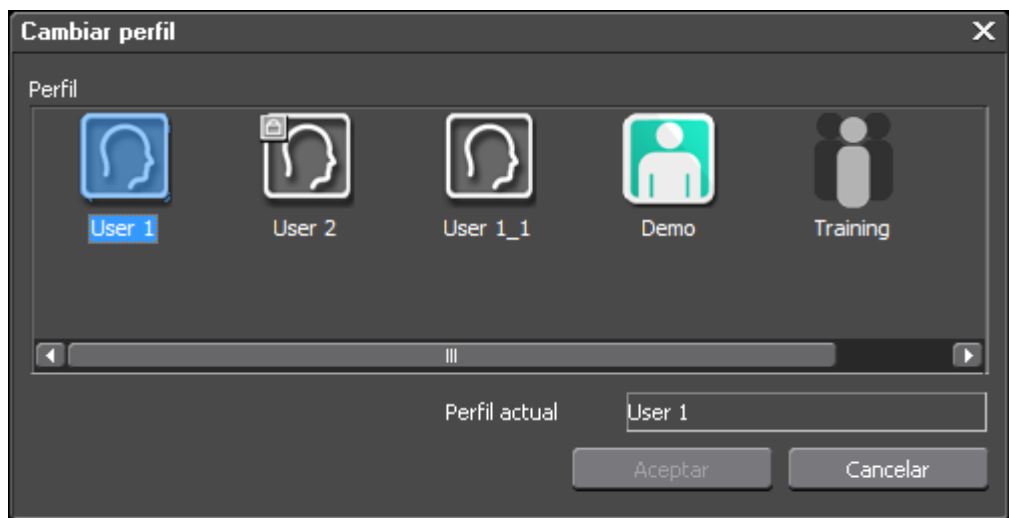 Cambiar perfil
Perfil
User 1 User 2 User 1_1 Demo Training
Perfil actual User 1
Aceptar Cancelar